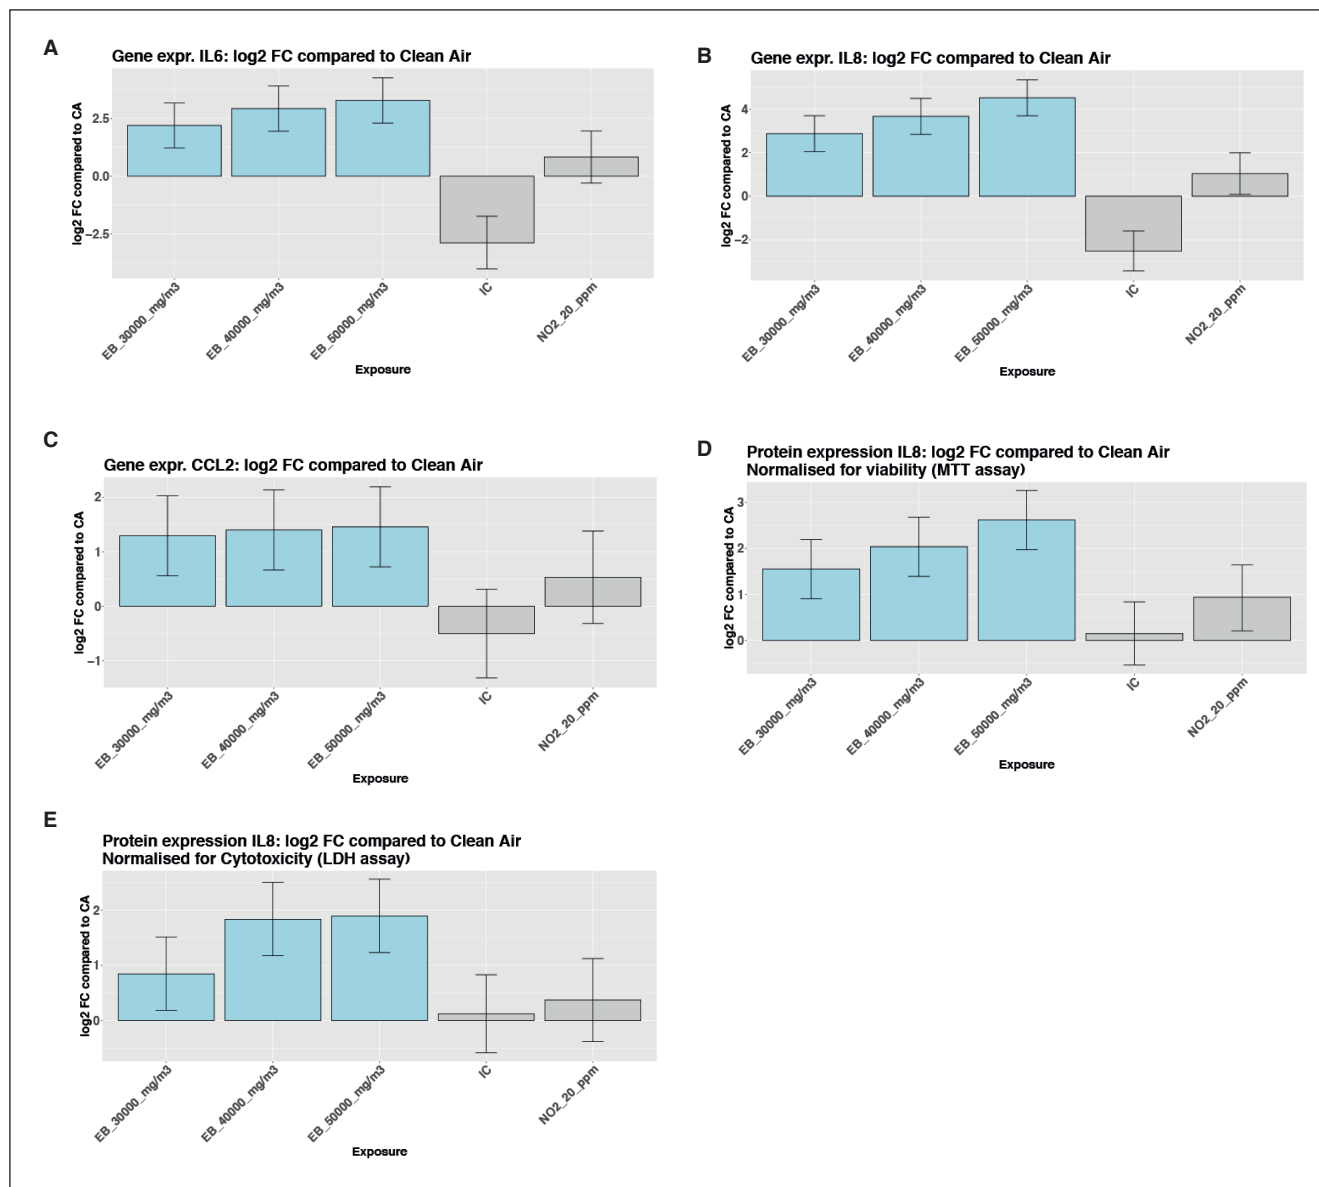 A
Gene expr. IL6: log2 FC compared to Clean Air
log2 FC compared to CA
2.5
0.0
−2.5
EB_30000_mg/m3
EB_40000_mg/m3
EB_50000_mg/m3
IC
NO2_20_ppm
Exposure
B
Gene expr. IL8: log2 FC compared to Clean Air
log2 FC compared to CA
4
2
0
−2
EB_30000_mg/m3
EB_40000_mg/m3
EB_50000_mg/m3
IC
NO2_20_ppm
Exposure
C
Gene expr. CCL2: log2 FC compared to Clean Air
log2 FC compared to CA
2
1
0
−1
EB_30000_mg/m3
EB_40000_mg/m3
EB_50000_mg/m3
IC
NO2_20_ppm
Exposure
D
Protein expression IL8: log2 FC compared to Clean Air
Normalised for viability (MTT assay)
log2 FC compared to CA
3
2
1
0
EB_30000_mg/m3
EB_40000_mg/m3
EB_50000_mg/m3
IC
NO2_20_ppm
Exposure
E
Protein expression IL8: log2 FC compared to Clean Air
Normalised for Cytotoxicity (LDH assay)
log2 FC compared to CA
2
1
0
EB_30000_mg/m3
EB_40000_mg/m3
EB_50000_mg/m3
IC
NO2_20_ppm
Exposure